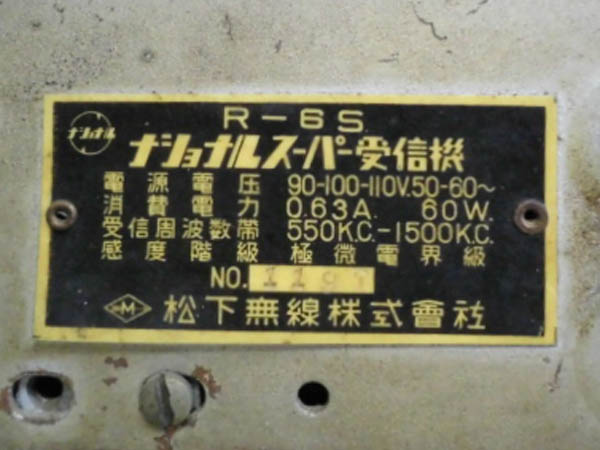 R-6S
ナショナル
ナショナルスーパー受信機
電源電圧 90-100-110V.50-60~
消費電力 0.63A. 60W.
受信周波数帯 550K.C.-1500K.C.
感度階級 極微電界級
NO.
M 松下無線株式會社